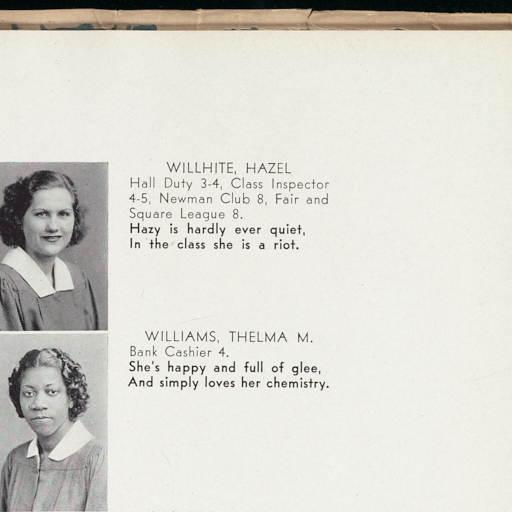 WILLHITE, HAZEL
Hall Duty 3-4, Class Inspector
4-5, Newman Club 8, Fair and
Square League 8.
Hazy is hardly ever quiet,
In the class she is a riot.
WILLIAMS, THELMA M.
Bank Cashier 4.
She's happy and full of glee,
And simply loves her chemistry.